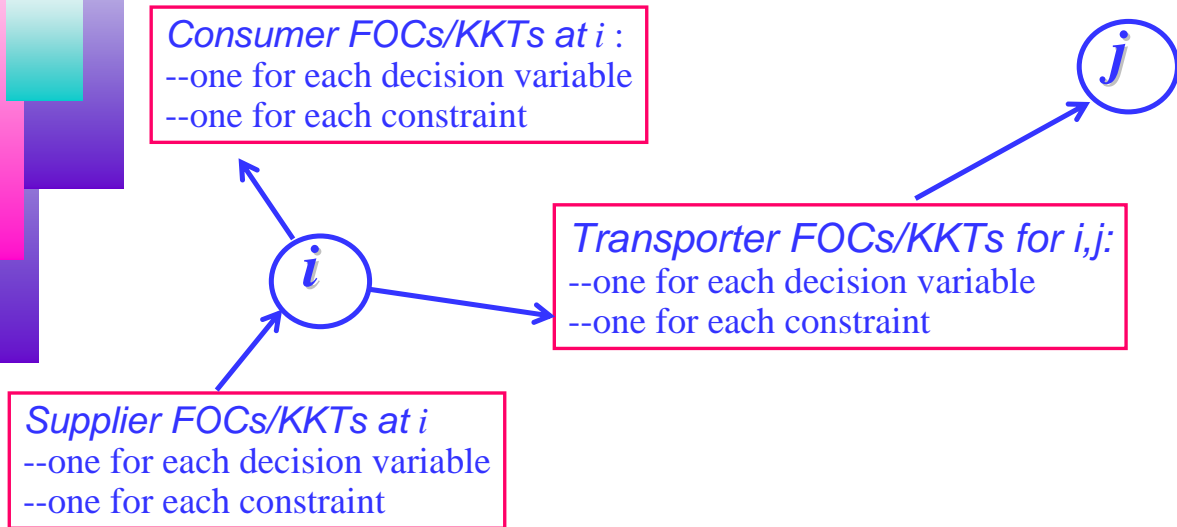 Consumer FOCs/KKTs at i :
--one for each decision variable
--one for each constraint
j
i
Transporter FOCs/KKTs for i,j:
--one for each decision variable
--one for each constraint
Supplier FOCs/KKTs at i
--one for each decision variable
--one for each constraint